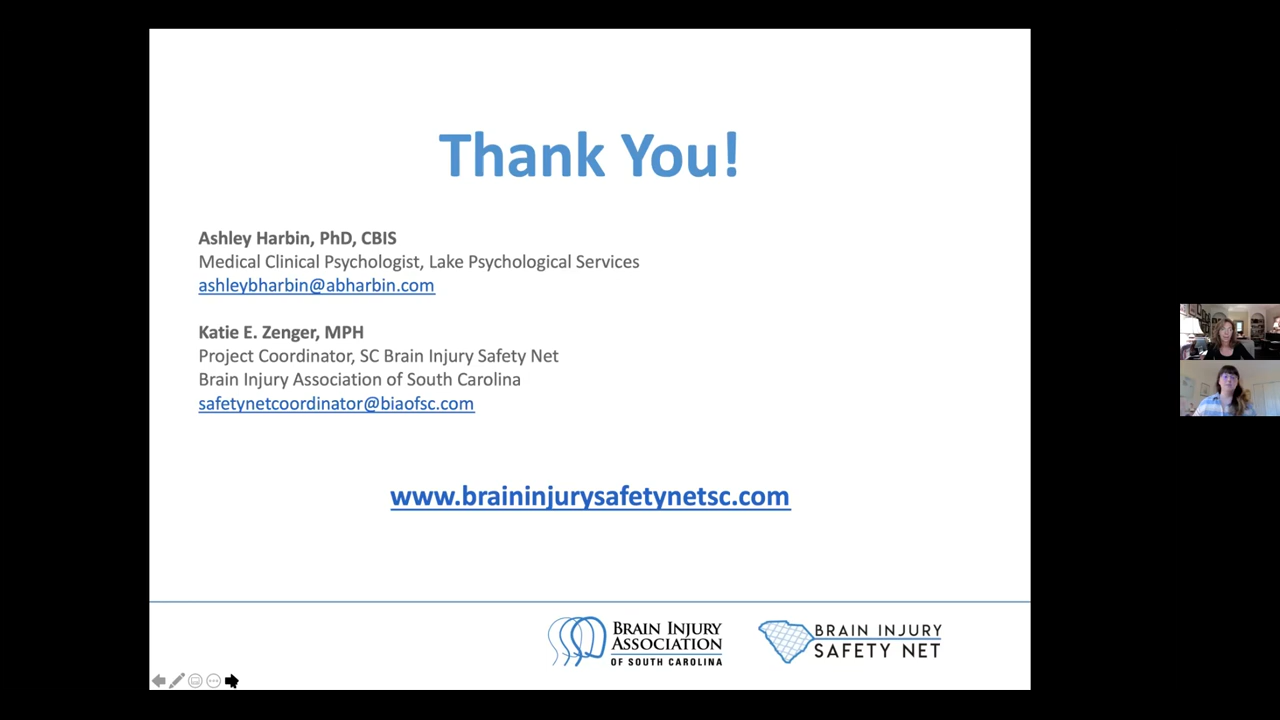 Thank You!
Ashley Harbin, PhD, CBIS
Medical Clinical Psychologist, Lake Psychological Services
ashleybharbin@abharbin.com
Katie E. Zenger, MPH
Project Coordinator, SC Brain Injury Safety Net
Brain Injury Association of South Carolina
safetynetcoordinator@biaofsc.com
www.braininjurysafetynetsc.com
BRAIN INJURY
ASSOCIATION
OF SOUTH CAROLINA
BRAIN INJURY
SAFETY NET